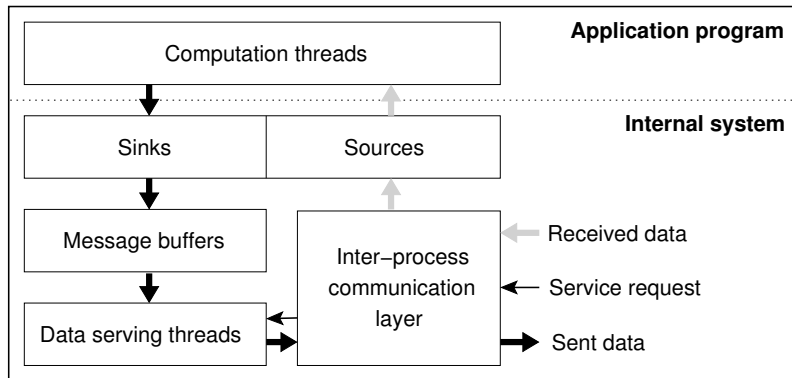 Application program
Computation threads
Internal system
Sinks
Sources
Message buffers
Received data
Inter−process
communication
layer
Service request
Data serving threads
Sent data